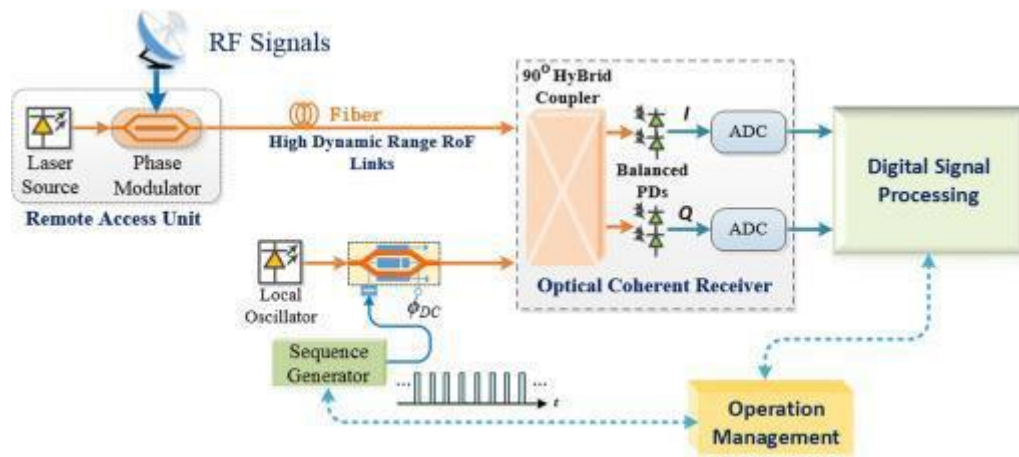 RF Signals
Laser
Source
Phase
Modulator
Remote Access Unit
Fiber
High Dynamic Range RoF
Links
90° HyBrid
Coupler
I
ADC
Balanced
PDs
Q
ADC
Optical Coherent Receiver
Digital Signal
Processing
Local
Oscillator
ϕDC
Sequence
Generator
... ...
t
Operation
Management